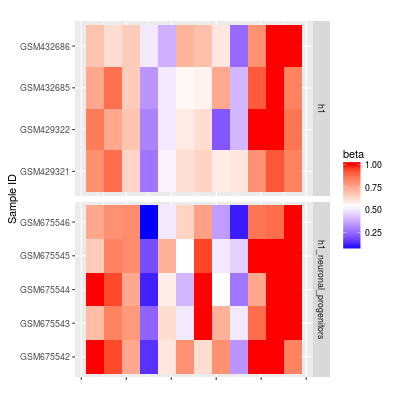 GSM432686
GSM432685
GSM429322
GSM429321
h1
GSM675546
GSM675545
GSM675544
GSM675543
GSM675542
h1_neuronal_progenitors
Sample ID
beta
1.00
0.75
0.50
0.25